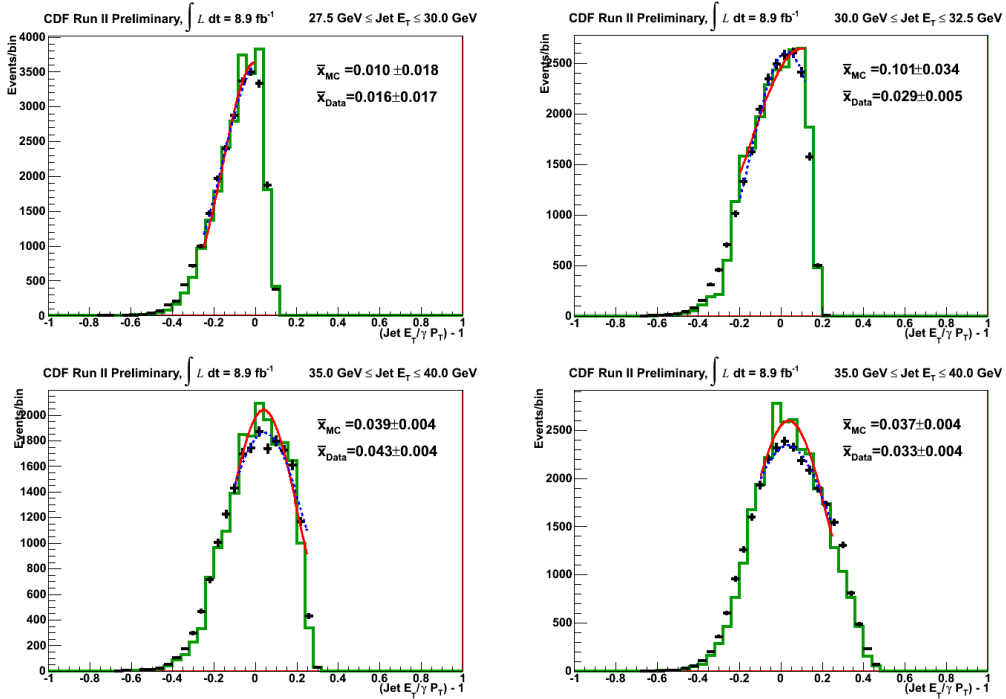 CDF Run II Preliminary, ∫ L dt = 8.9 fb⁻¹ 27.5 GeV ≤ Jet E_T ≤ 30.0 GeV
Events/bin
4000
3500
3000
2500
2000
1500
1000
500
0
x̄_MC =0.010 ±0.018
x̄_Data=0.016±0.017
-1 -0.8 -0.6 -0.4 -0.2 0 0.2 0.4 0.6 0.8 1
(Jet E_T/γ P_T) - 1
CDF Run II Preliminary, ∫ L dt = 8.9 fb⁻¹ 30.0 GeV ≤ Jet E_T ≤ 32.5 GeV
Events/bin
2500
2000
1500
1000
500
0
x̄_MC =0.101±0.034
x̄_Data=0.029±0.005
-1 -0.8 -0.6 -0.4 -0.2 0 0.2 0.4 0.6 0.8 1
(Jet E_T/γ P_T) - 1
CDF Run II Preliminary, ∫ L dt = 8.9 fb⁻¹ 35.0 GeV ≤ Jet E_T ≤ 40.0 GeV
Events/bin
2000
1800
1600
1400
1200
1000
800
600
400
200
0
x̄_MC =0.039±0.004
x̄_Data=0.043±0.004
-1 -0.8 -0.6 -0.4 -0.2 0 0.2 0.4 0.6 0.8 1
(Jet E_T/γ P_T) - 1
CDF Run II Preliminary, ∫ L dt = 8.9 fb⁻¹ 35.0 GeV ≤ Jet E_T ≤ 40.0 GeV
Events/bin
2500
2000
1500
1000
500
0
x̄_MC =0.037±0.004
x̄_Data=0.033±0.004
-1 -0.8 -0.6 -0.4 -0.2 0 0.2 0.4 0.6 0.8 1
(Jet E_T/γ P_T) - 1